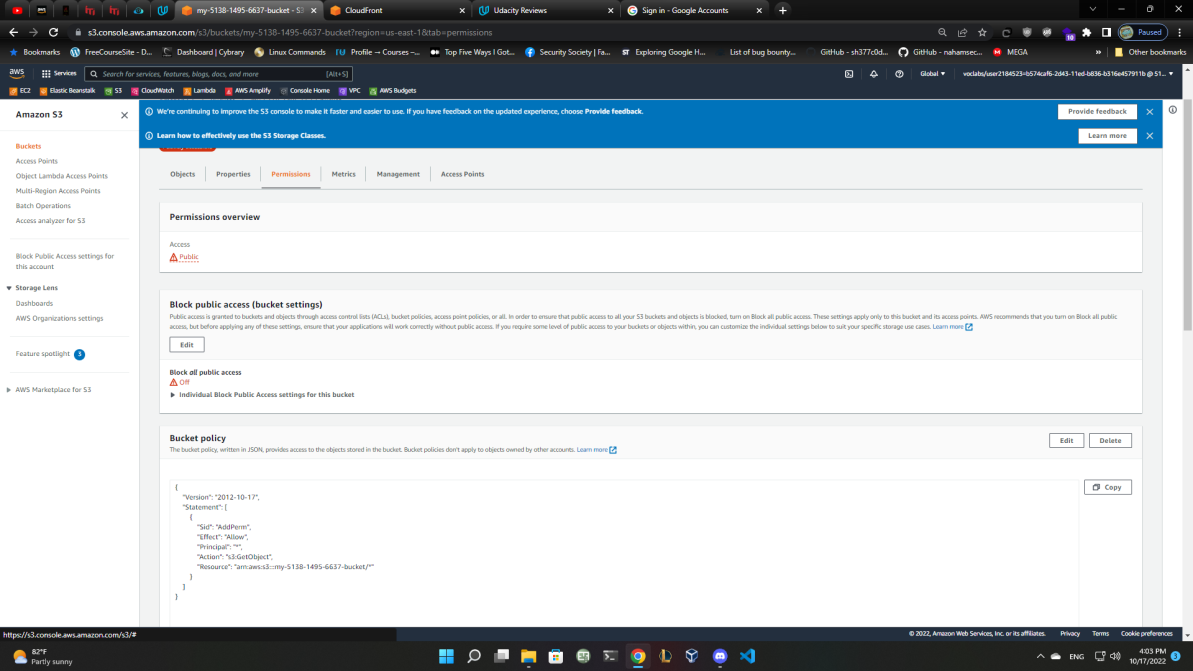 my-5138-1495-6637-bucket - S3
CloudFront
Udacity Reviews
Sign in - Google Accounts
s3.console.aws.amazon.com/s3/buckets/my-5138-1495-6637-bucket?region=us-east-1&tab=permissions
10
Paused
Bookmarks
FreeCourseSite - D...
Dashboard | Cybrary
Linux Commands
Profile → Courses –...
Top Five Ways I Got...
Security Society | Fa...
Exploring Google H...
List of bug bounty...
GitHub - sh377c0d...
GitHub - nahamsec...
MEGA
»
Other bookmarks
aws
Services
Search for services, features, blogs, docs, and more
[Alt+S]
Global
voclabs/user2184523=b574caf6-2d43-11ed-b836-b316e457911b @ 51...
EC2
Elastic Beanstalk
S3
CloudWatch
Lambda
AWS Amplify
Console Home
VPC
AWS Budgets
Amazon S3
Buckets
Access Points
Object Lambda Access Points
Multi-Region Access Points
Batch Operations
Access analyzer for S3
Block Public Access settings for
this account
Storage Lens
Dashboards
AWS Organizations settings
Feature spotlight 3
AWS Marketplace for S3
We're continuing to improve the S3 console to make it faster and easier to use. If you have feedback on the updated experience, choose Provide feedback.
Provide feedback
Learn how to effectively use the S3 Storage Classes.
Learn more
Objects
Properties
Permissions
Metrics
Management
Access Points
Permissions overview
Access
Public
Block public access (bucket settings)
Public access is granted to buckets and objects through access control lists (ACLs), bucket policies, access point policies, or all. In order to ensure that public access to all your S3 buckets and objects is blocked, turn on Block all public access. These settings apply only to this bucket and its access points. AWS recommends that you turn on Block all public
access, but before applying any of these settings, ensure that your applications will work correctly without public access. If you require some level of public access to your buckets or objects within, you can customize the individual settings below to suit your specific storage use cases. Learn more
Edit
Block all public access
Off
Individual Block Public Access settings for this bucket
Bucket policy
The bucket policy, written in JSON, provides access to the objects stored in the bucket. Bucket policies don't apply to objects owned by other accounts. Learn more
Edit
Delete
Copy
{
"Version": "2012-10-17",
"Statement": [
{
"Sid": "AddPerm",
"Effect": "Allow",
"Principal": "*",
"Action": "s3:GetObject",
"Resource": "arn:aws:s3:::my-5138-1495-6637-bucket/*"
}
]
}
https://s3.console.aws.amazon.com/s3/#
© 2022, Amazon Web Services, Inc. or its affiliates.
Privacy
Terms
Cookie preferences
82°F
Partly sunny
ENG
4:03 PM
10/17/2022
3